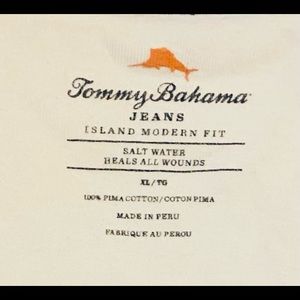 Tommy Bahama
JEANS
ISLAND MODERN FIT
SALT WATER
HEALS ALL WOUNDS
XL/TG
100% PIMA COTTON/COTON PIMA
MADE IN PERU
FABRIQUE AU PEROU